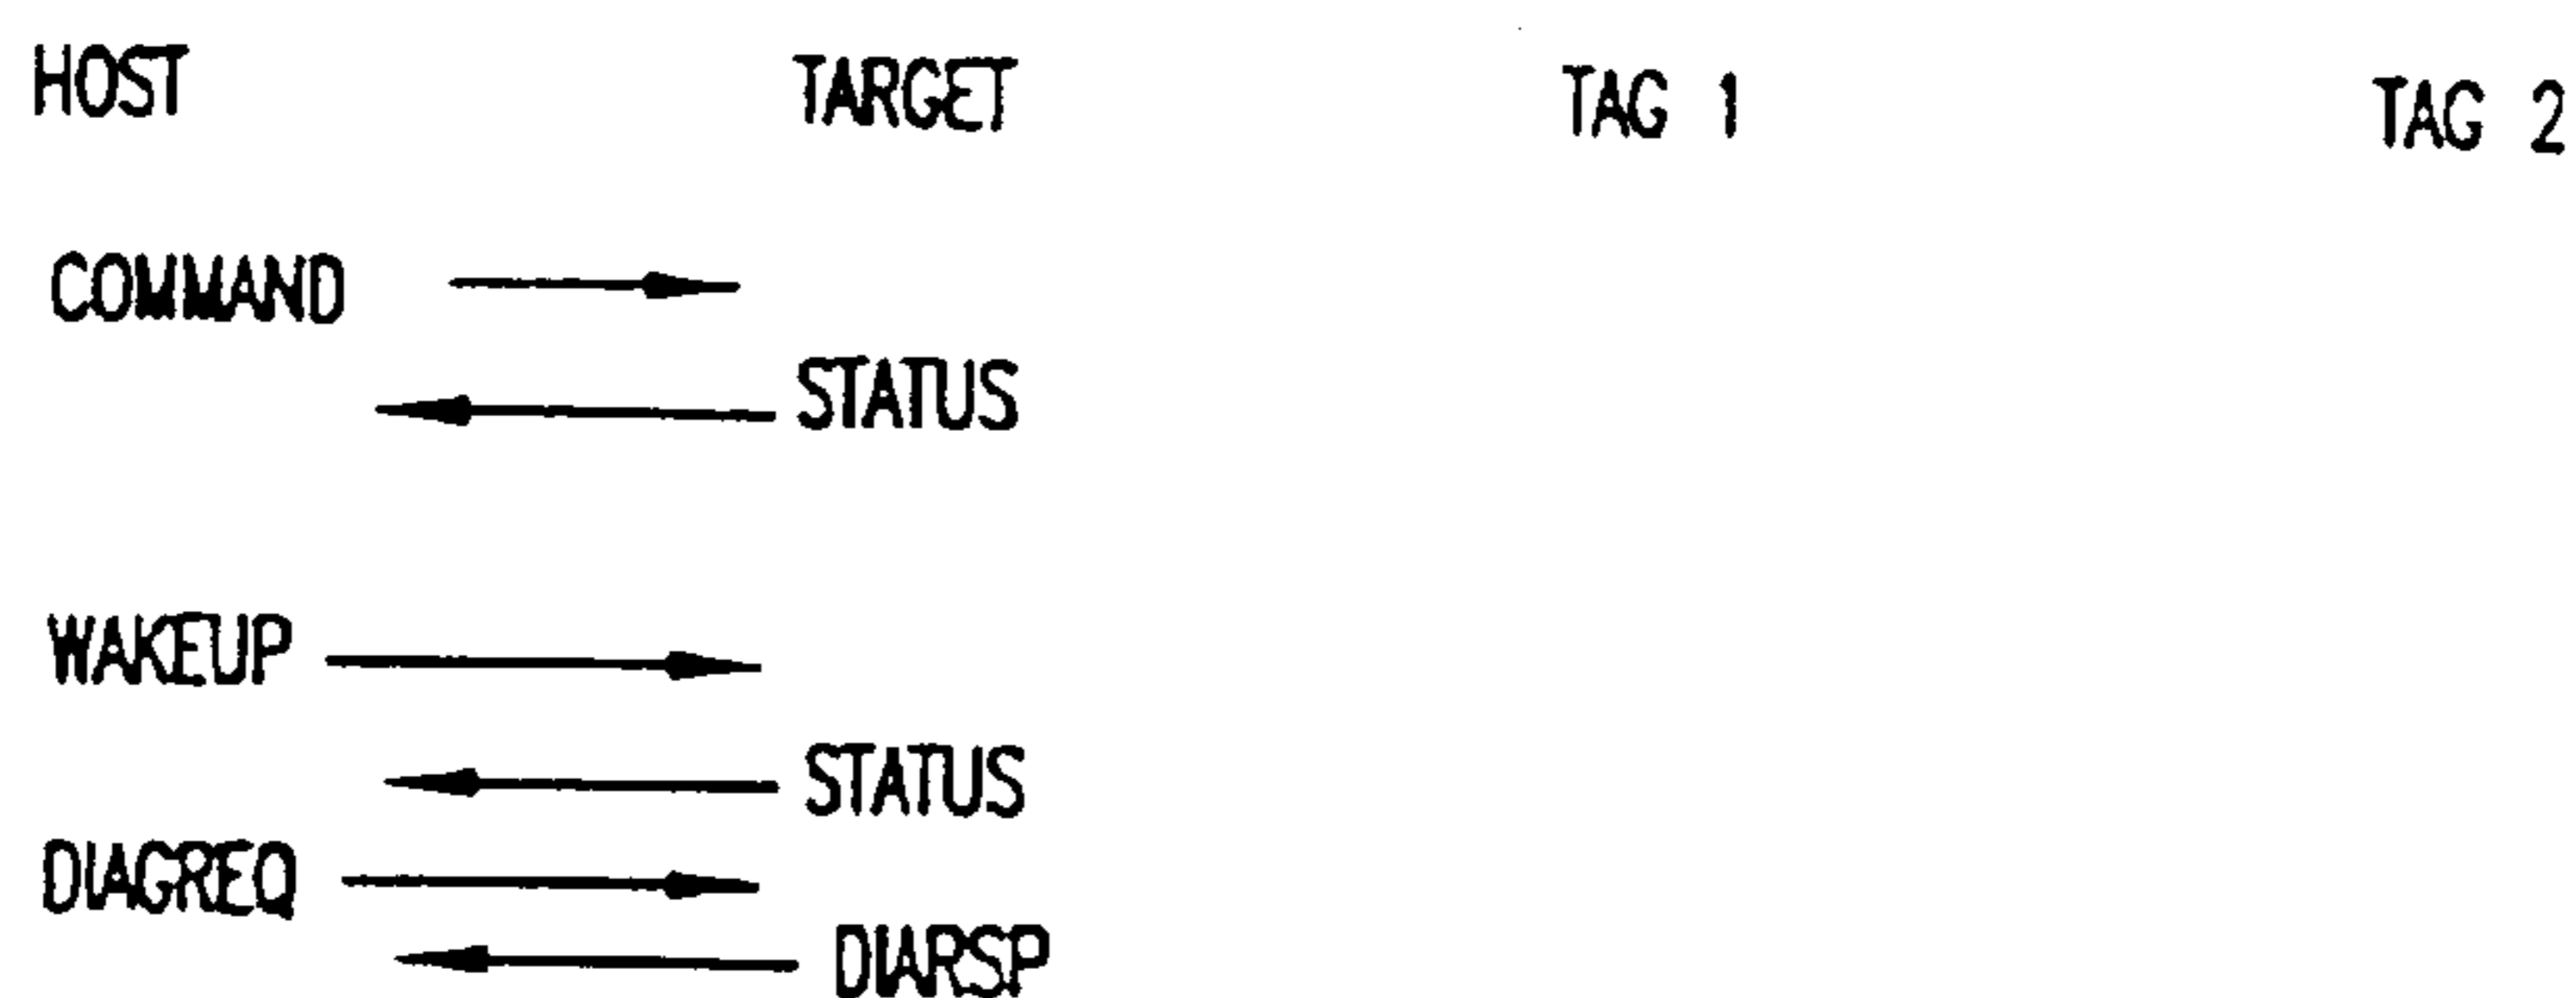 HOST TARGET TAG 1 TAG 2
COMMAND
STATUS
WAKEUP
STATUS
DIAGREQ
DIARSP